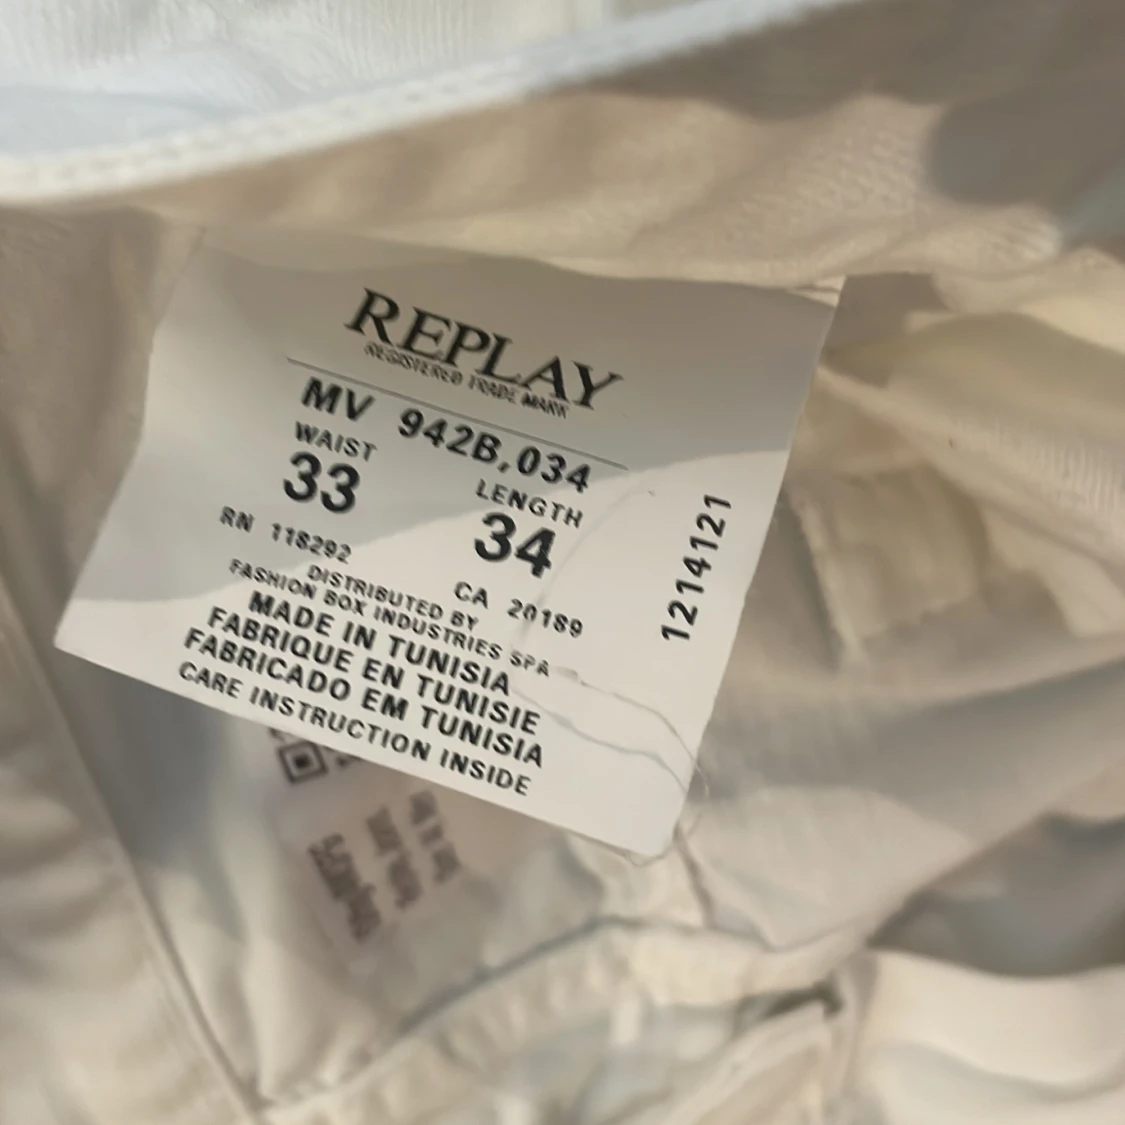 REPLAY
REGISTERED TRADE MARK
MV 942B.034
WAIST LENGTH
33 34
RN 118292 CA 20189
DISTRIBUTED BY
FASHION BOX INDUSTRIES SPA
MADE IN TUNISIA
FABRIQUE EN TUNISIE
FABRICADO EM TUNISIA
CARE INSTRUCTION INSIDE
1214121